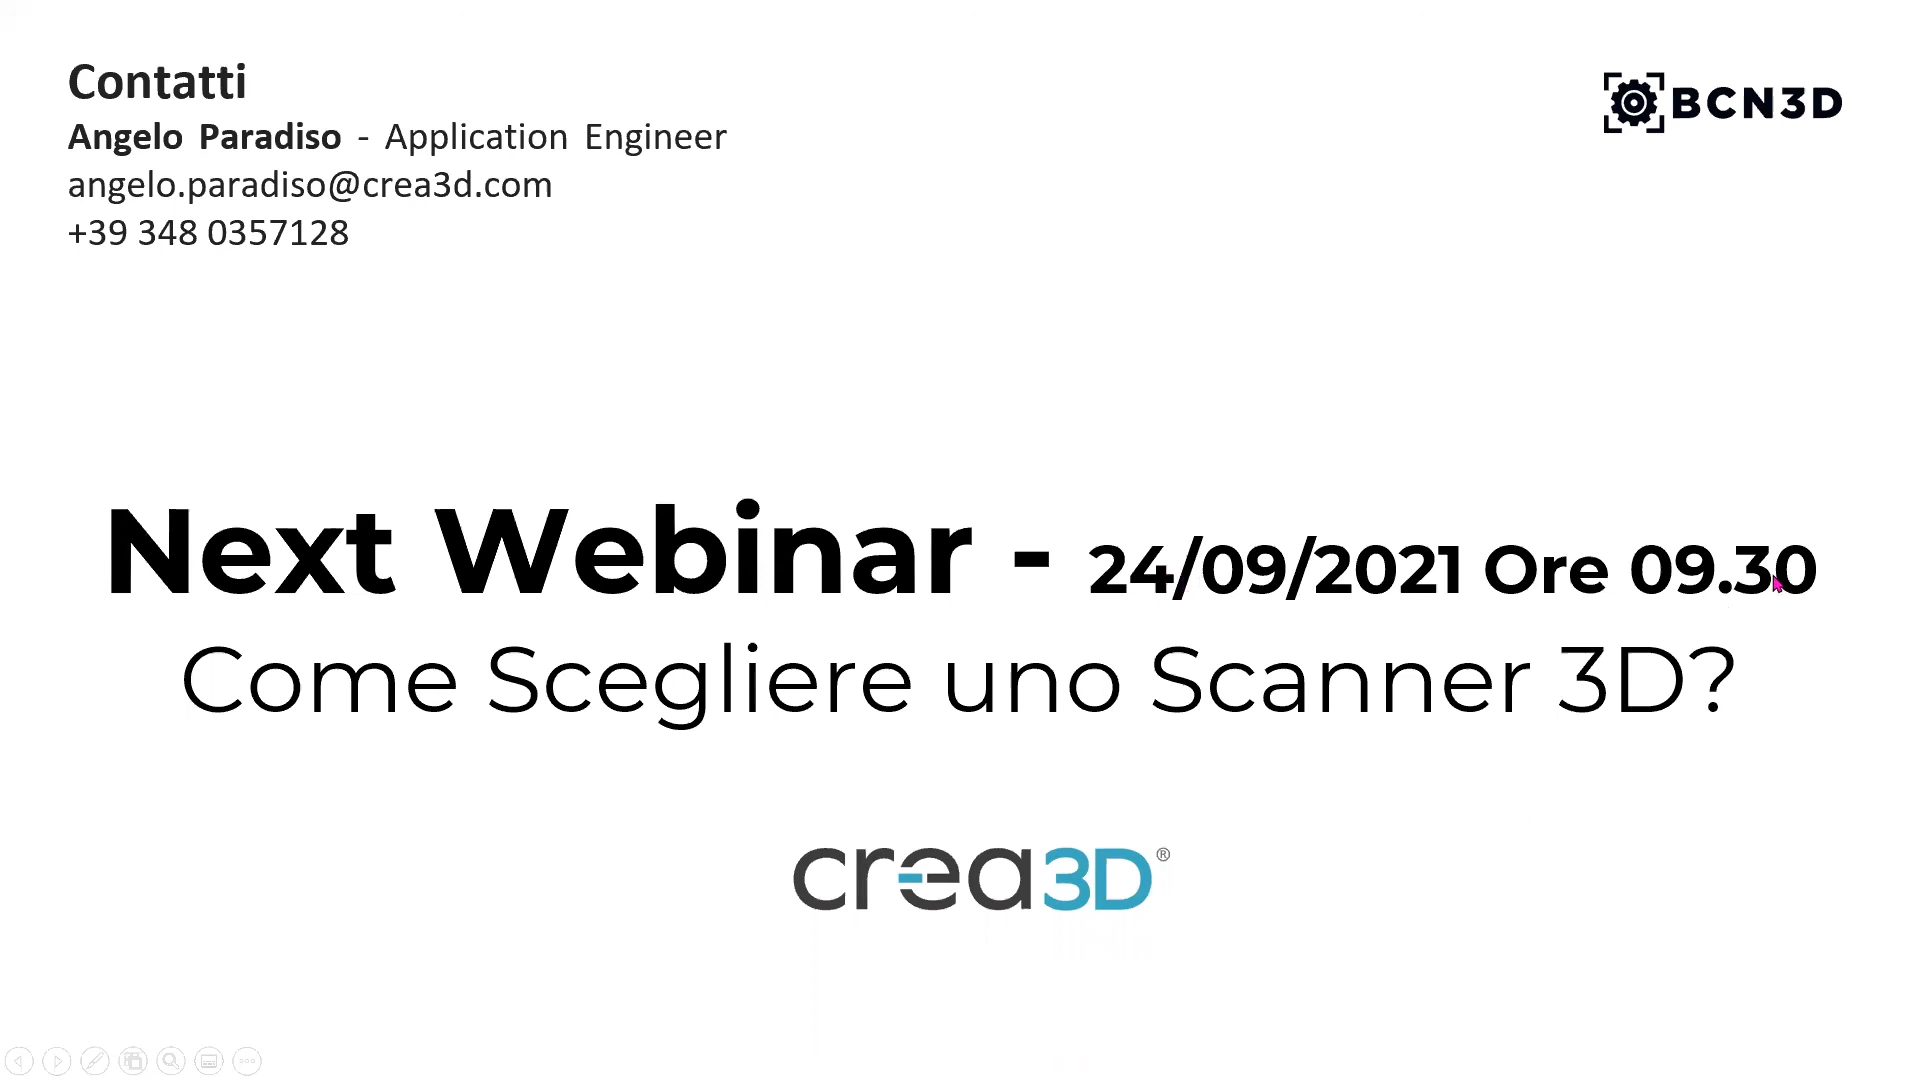 Contatti
Angelo Paradiso - Application Engineer
angelo.paradiso@crea3d.com
+39 348 0357128
BCN3D
Next Webinar - 24/09/2021 Ore 09.30
Come Scegliere uno Scanner 3D?
crea3D®